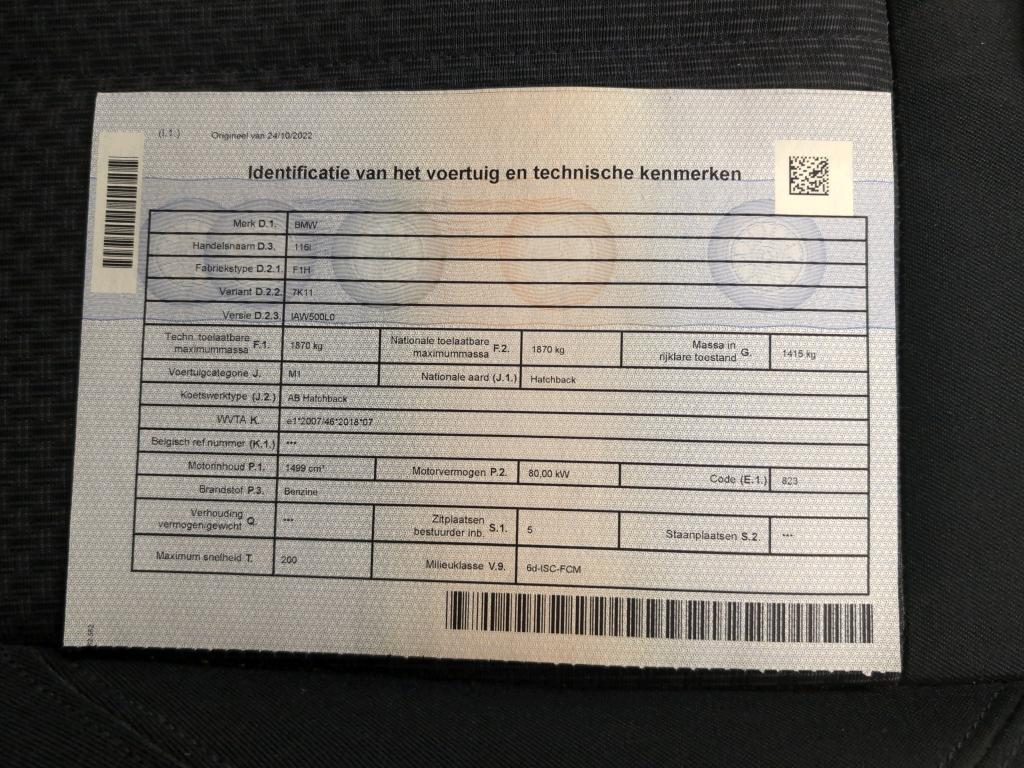 (I.1.) Origineel van 24/10/2022
Identificatie van het voertuig en technische kenmerken
Merk D.1. BMW
Handelsnaam D.3. 116i
Fabriekstype D.2.1. F1H
Variant D.2.2. 7K11
Versie D.2.3. IAW500L0
Techn. toelaatbare maximummassa F.1. 1870 kg Nationale toelaatbare maximummassa F.2. 1870 kg Massa in rijklare toestand G. 1415 kg
Voertuigcategorie J. M1 Nationale aard (J.1.) Hatchback
Koetswerktype (J.2.) AB Hatchback
WVTA K. e1*2007/46*2018*07
Belgisch ref.nummer (K.1.) ---
Motorinhoud P.1. 1499 cm³ Motorvermogen P.2. 80,00 kW Code (E.1.) 823
Brandstof P.3. Benzine
Verhouding vermogen/gewicht Q. --- Zitplaatsen bestuurder inb. S.1. 5 Staanplaatsen S.2. ---
Maximum snelheid T. 200 Milieuklasse V.9. 6d-ISC-FCM